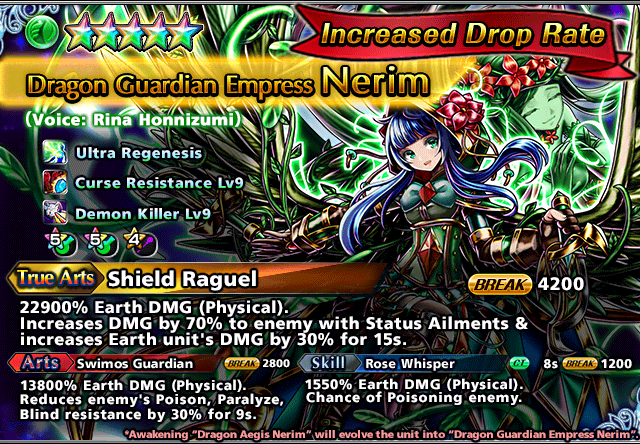 Increased Drop Rate
Dragon Guardian Empress Nerim
(Voice: Rina Honnizumi)
Ultra Regenesis
Curse Resistance Lv9
Demon Killer Lv9
5 5 4
True Arts Shield Raguel BREAK 4200
22900% Earth DMG (Physical).
Increases DMG by 70% to enemy with Status Ailments &
increases Earth unit's DMG by 30% for 15s.
Arts Swimos Guardian BREAK 2800
13800% Earth DMG (Physical).
Reduces enemy's Poison, Paralyze,
Blind resistance by 30% for 9s.
Skill Rose Whisper CT 8s BREAK 1200
1550% Earth DMG (Physical).
Chance of Poisoning enemy.
*Awakening "Dragon Aegis Nerim" will evolve the unit into "Dragon Guardian Empress Nerim".